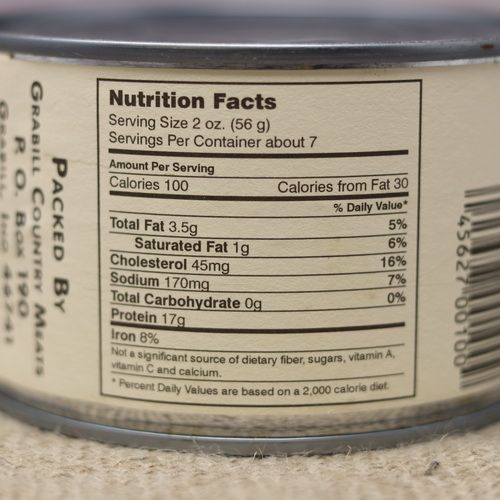 PACKED BY
GRABILL COUNTRY MEATS
P. O. BOX 190
GRABILL, IND 46741
Nutrition Facts
Serving Size 2 oz. (56 g)
Servings Per Container about 7
Amount Per Serving
Calories 100 Calories from Fat 30
% Daily Value*
Total Fat 3.5g 5%
Saturated Fat 1g 6%
Cholesterol 45mg 16%
Sodium 170mg 7%
Total Carbohydrate 0g 0%
Protein 17g
Iron 8%
Not a significant source of dietary fiber, sugars, vitamin A,
vitamin C and calcium.
* Percent Daily Values are based on a 2,000 calorie diet.